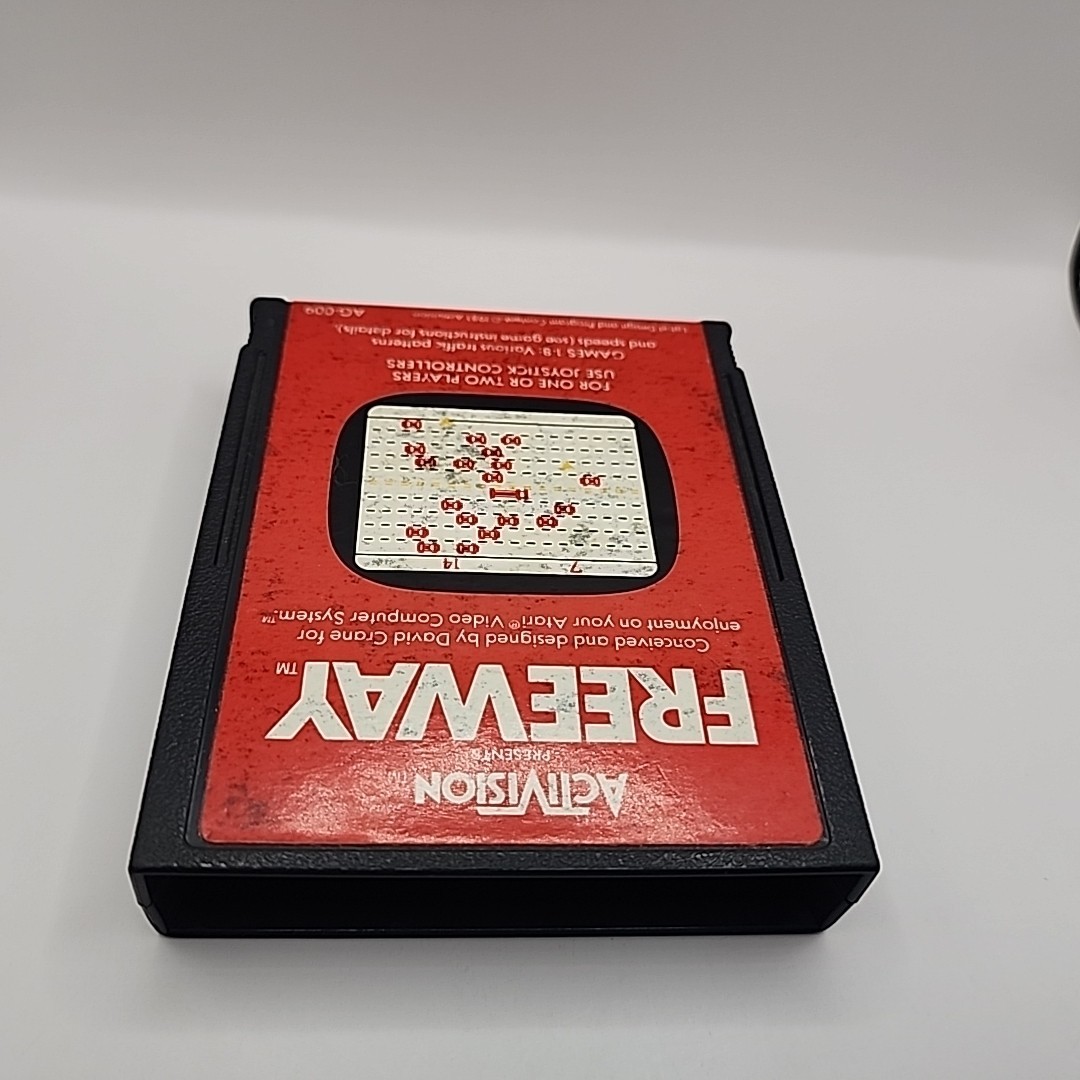 ACTIVISION™
PRESENTS
FREEWAY™
Conceived and designed by David Crane for
enjoyment on your Atari® Video Computer System.™
7 14
FOR ONE OR TWO PLAYERS
USE JOYSTICK CONTROLLERS
GAMES 1-8: Various traffic patterns
and speeds (see game instructions for details).
Label Design and Program Content © 1981 Activision AG-009